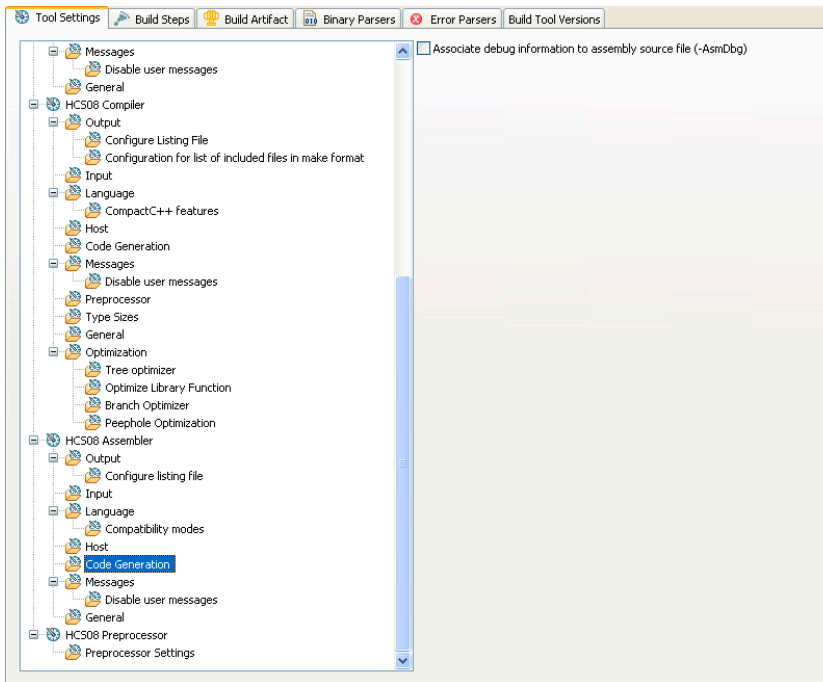 Tool Settings Build Steps Build Artifact Binary Parsers Error Parsers Build Tool Versions
Messages
Disable user messages
General
HCS08 Compiler
Output
Configure Listing File
Configuration for list of included files in make format
Input
Language
CompactC++ features
Host
Code Generation
Messages
Disable user messages
Preprocessor
Type Sizes
General
Optimization
Tree optimizer
Optimize Library Function
Branch Optimizer
Peephole Optimization
HCS08 Assembler
Output
Configure listing file
Input
Language
Compatibility modes
Host
Code Generation
Messages
Disable user messages
General
HCS08 Preprocessor
Preprocessor Settings
Associate debug information to assembly source file (-AsmDbg)